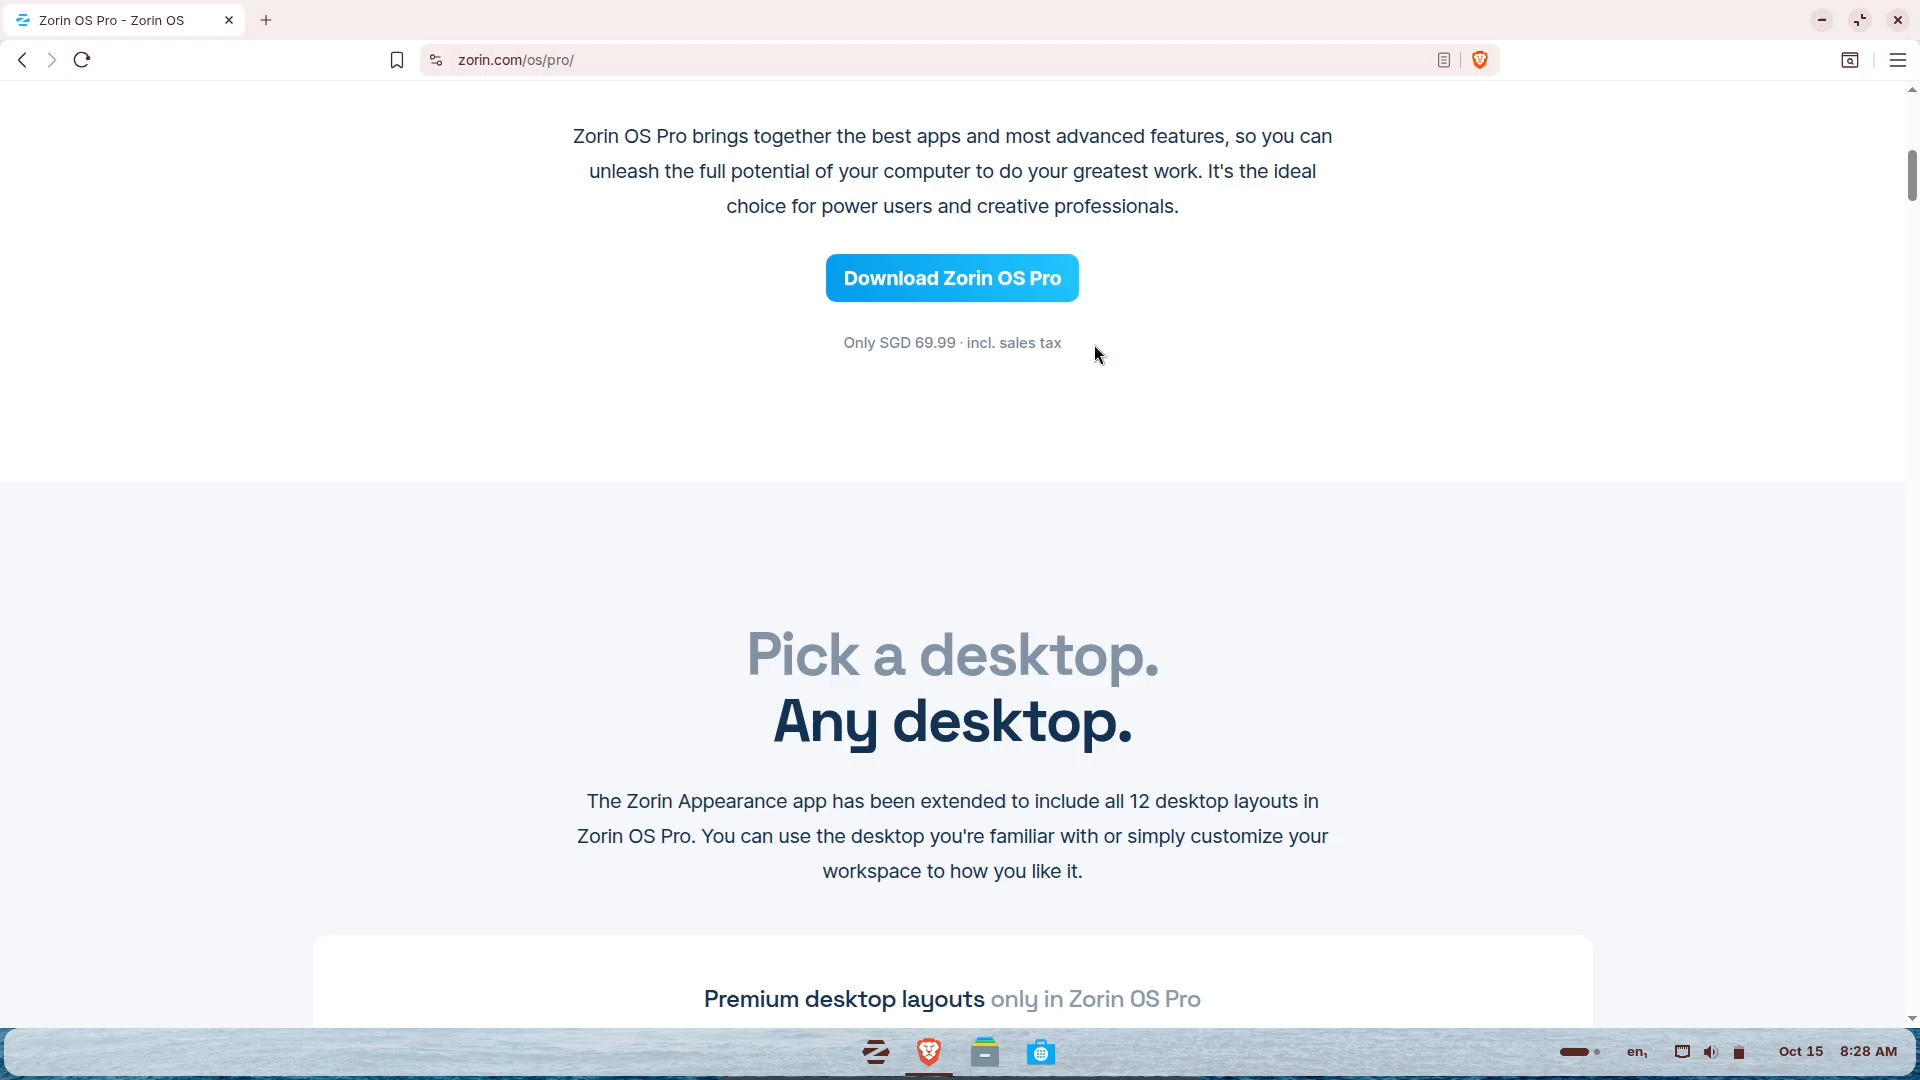 Zorin OS Pro - Zorin OS
zorin.com/os/pro/
Zorin OS Pro brings together the best apps and most advanced features, so you can
unleash the full potential of your computer to do your greatest work. It's the ideal
choice for power users and creative professionals.
Download Zorin OS Pro
Only SGD 69.99 · incl. sales tax
Pick a desktop.
Any desktop.
The Zorin Appearance app has been extended to include all 12 desktop layouts in
Zorin OS Pro. You can use the desktop you're familiar with or simply customize your
workspace to how you like it.
Premium desktop layouts only in Zorin OS Pro
en₁ Oct 15 8:28 AM